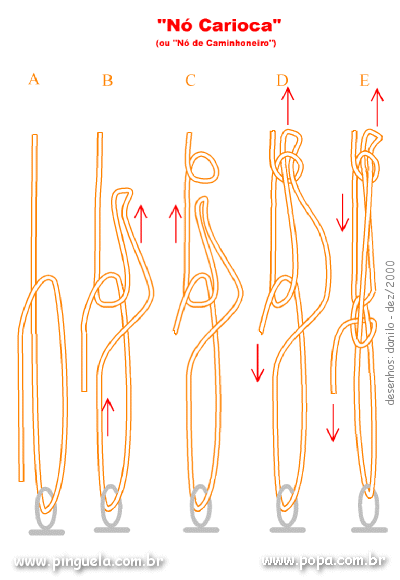 "Nó Carioca"
(ou "Nó de Caminhoneiro")
A B C D E
desenhos: danilo - dez/2000
www.pinguela.com.br www.popa.com.br